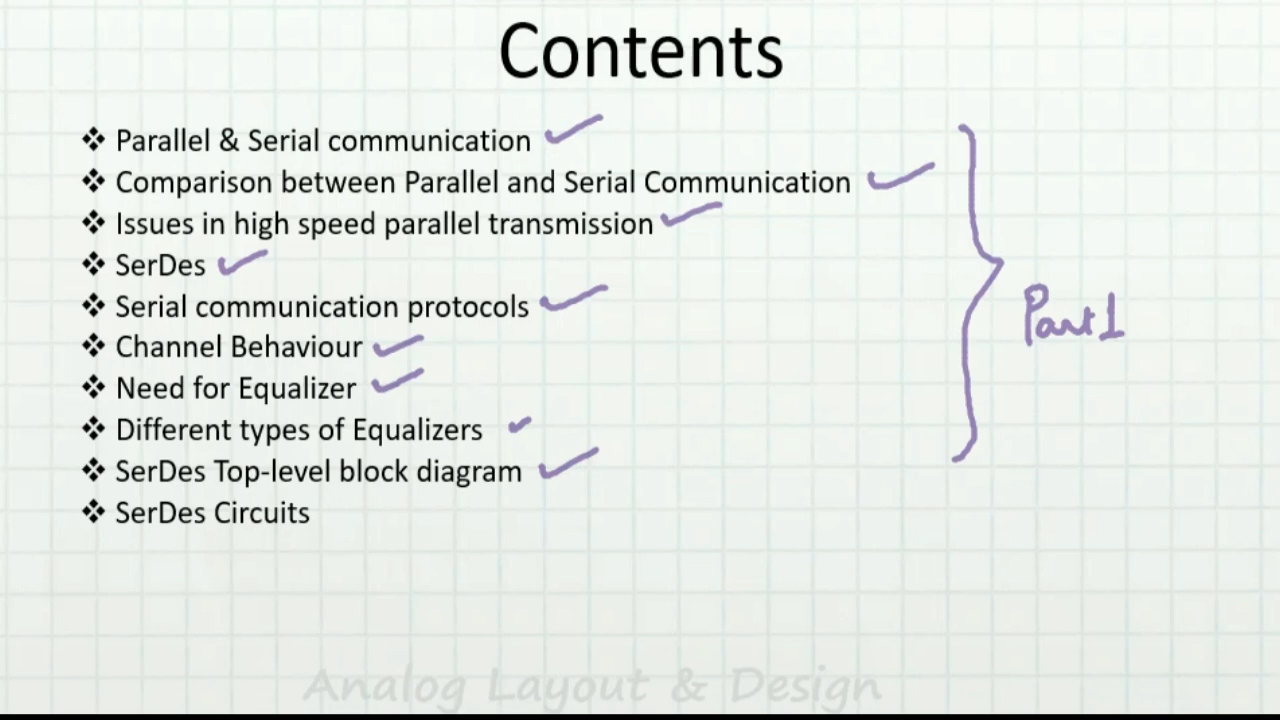 Contents
❖ Parallel & Serial communication
❖ Comparison between Parallel and Serial Communication
❖ Issues in high speed parallel transmission
❖ SerDes
❖ Serial communication protocols
❖ Channel Behaviour
❖ Need for Equalizer
❖ Different types of Equalizers
❖ SerDes Top-level block diagram
❖ SerDes Circuits
Part 1
Analog Layout & Design